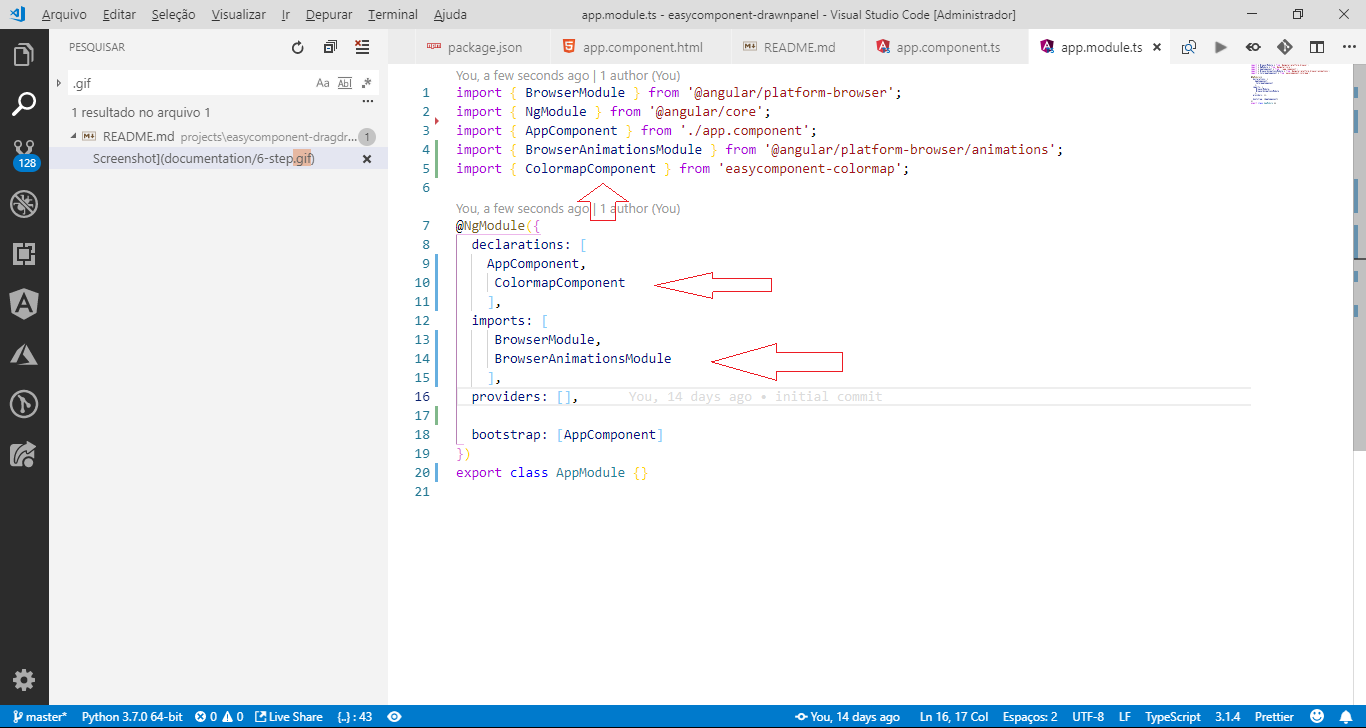 Arquivo Editar Seleção Visualizar Ir Depurar Terminal Ajuda app.module.ts - easycomponent-drawnpanel - Visual Studio Code [Administrador]
PESQUISAR
package.json app.component.html README.md app.component.ts app.module.ts
.gif Aa Abl .*
1 resultado no arquivo 1
README.md projects\easycomponent-dragdr... 1
Screenshot](documentation/6-step.gif)
128
You, a few seconds ago | 1 author (You)
1 import { BrowserModule } from '@angular/platform-browser';
2 import { NgModule } from '@angular/core';
3 import { AppComponent } from './app.component';
4 import { BrowserAnimationsModule } from '@angular/platform-browser/animations';
5 import { ColormapComponent } from 'easycomponent-colormap';
6
You, a few seconds ago | 1 author (You)
7 @NgModule({
8 declarations: [
9 AppComponent,
10 ColormapComponent
11 ],
12 imports: [
13 BrowserModule,
14 BrowserAnimationsModule
15 ],
16 providers: [], You, 14 days ago • initial commit
17
18 bootstrap: [AppComponent]
19 })
20 export class AppModule {}
21
master* Python 3.7.0 64-bit 0 0 Live Share {..} : 43 You, 14 days ago Ln 16, 17 Col Espaços: 2 UTF-8 LF TypeScript 3.1.4 Prettier